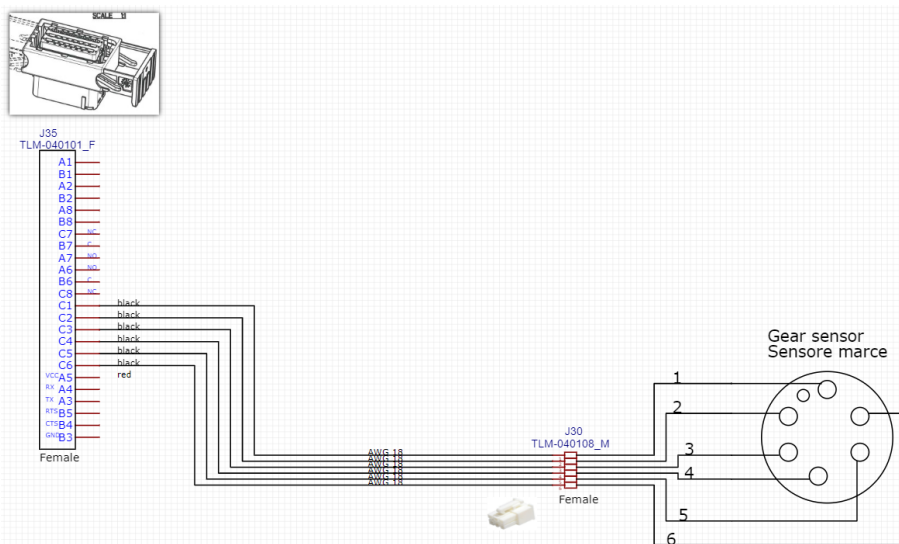 SCALE 1:1
J35
TLM-040101_F
A1
B1
A2
B2
A8
B8
C7 NC
B7 C
A7 NO
A6 NO
B6 C
C8 NC
C1 black
C2 black
C3 black
C4 black
C5 black
C6 black
VCC A5 red
RX A4
TX A3
RTS B5
CTS B4
GND B3
Female
AWG 18
AWG 18
AWG 18
AWG 18
AWG 18
AWG 18
J30
TLM-040108_M
Female
Gear sensor
Sensore marce
1
2
3
4
5
6